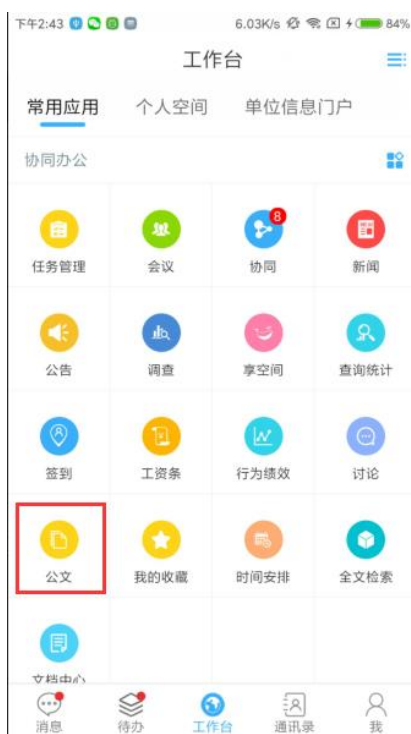 下午2:43 6.03K/s 84%
工作台
常用应用 个人空间 单位信息门户
协同办公
8
任务管理 会议 协同 新闻
公告 调查 享空间 查询统计
签到 工资条 行为绩效 讨论
公文 我的收藏 时间安排 全文检索
文档中心
消息 待办 工作台 通讯录 我